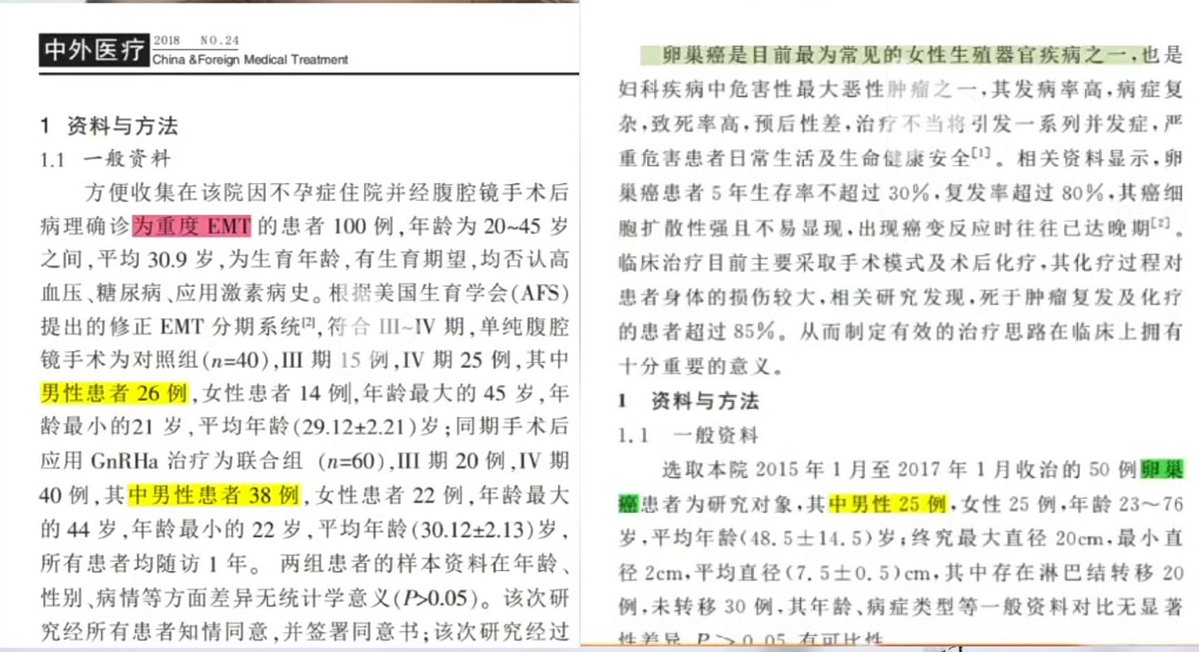 中外医疗 2018 NO.24
China &Foreign Medical Treatment
1 资料与方法
1.1 一般资料
方便收集在该院因不孕症住院并经腹腔镜手术后
病理确诊为重度 EMT 的患者 100 例,年龄为 20~45 岁
之间,平均 30.9 岁,为生育年龄,有生育期望,均否认高
血压、糖尿病、应用激素病史。根据美国生育学会(AFS)
提出的修正 EMT 分期系统[2],符合 III~IV 期,单纯腹腔
镜手术为对照组(n=40),III 期 15 例,IV 期 25 例,其中
男性患者 26 例,女性患者 14 例,年龄最大的 45 岁,年
龄最小的21 岁,平均年龄(29.12±2.21)岁;同期手术后
应用 GnRHa 治疗为联合组 (n=60),III 期 20 例,IV 期
40 例,其中男性患者 38 例,女性患者 22 例,年龄最大
的 44 岁,年龄最小的 22 岁,平均年龄(30.12±2.13)岁,
所有患者均随访 1 年。 两组患者的样本资料在年龄、
性别、病情等方面差异无统计学意义(P>0.05)。该次研
究经所有患者知情同意,并签署同意书;该次研究经过
卵巢癌是目前最为常见的女性生殖器官疾病之一,也是
妇科疾病中危害性最大恶性肿瘤之一,其发病率高,病症复
杂,致死率高,预后性差,治疗不当将引发一系列并发症,严
重危害患者日常生活及生命健康安全[1]。相关资料显示,卵
巢癌患者 5 年生存率不超过 30%,复发率超过 80%,其癌细
胞扩散性强且不易显现,出现癌变反应时往往已达晚期[2]。
临床治疗目前主要采取手术模式及术后化疗,其化疗过程对
患者身体的损伤较大,相关研究发现,死于肿瘤复发及化疗
的患者超过 85%。从而制定有效的治疗思路在临床上拥有
十分重要的意义。
1 资料与方法
1.1 一般资料
选取本院 2015 年 1 月至 2017 年 1 月收治的 50 例卵巢
癌患者为研究对象,其中男性 25 例,女性 25 例,年龄 23~76
岁,平均年龄(48.5±14.5)岁;终究最大直径 20cm,最小直
径 2cm,平均直径(7.5±0.5)cm,其中存在淋巴结转移 20
例,未转移 30 例,其年龄、病症类型等一般资料对比无显著
性差异 P>0.05 有可比性